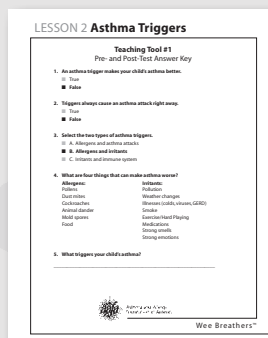 LESSON 2 Asthma Triggers
Teaching Tool #1
Pre- and Post-Test Answer Key
1. An asthma trigger makes your child's asthma better.
True
False
2. Triggers always cause an asthma attack right away.
True
False
3. Select the two types of asthma triggers.
A. Allergens and asthma attacks
B. Allergens and irritants
C. Irritants and immune system
4. What are four things that can make asthma worse?
Allergens:
Pollens
Dust mites
Cockroaches
Animal dander
Mold spores
Food
Irritants:
Pollution
Weather changes
Illnesses (colds, viruses, GERD)
Smoke
Exercise/Hard Playing
Medications
Strong smells
Strong emotions
5. What triggers your child's asthma?
Wee Breathers™